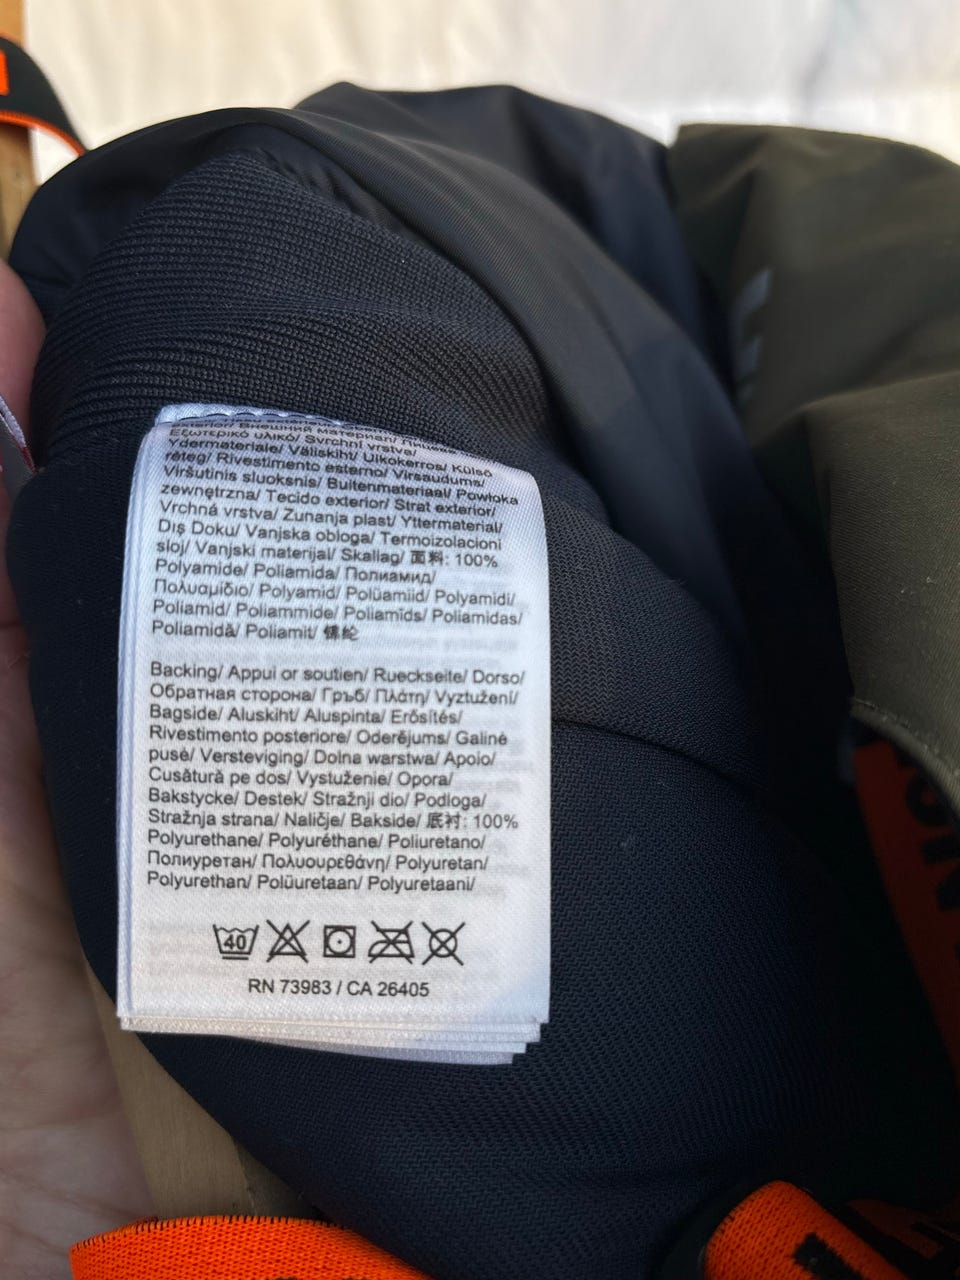 exterior/ Внешний материал/
Εξωτερικό υλικό/ Svrchní vrstva/
Ydermateriale/ Väliskiht/ Ulkokerros/ Külső
réteg/ Rivestimento esterno/ Virsaudums/
Viršutinis sluoksnis/ Buitenmateriaal/ Powłoka
zewnętrzna/ Tecido exterior/ Strat exterior/
Vrchná vrstva/ Zunanja plast/ Yttermaterial/
Dış Doku/ Vanjska obloga/ Termoizolacioni
sloj/ Vanjski materijal/ Skallag/ 面料: 100%
Polyamide/ Poliamida/ Полиамид/
Πολυαμίδιο/ Polyamid/ Polüamiid/ Polyamidi/
Poliamid/ Poliammide/ Poliamīds/ Poliamidas/
Poliamidă/ Poliamit/ 锦纶
Backing/ Appui or soutien/ Rueckseite/ Dorso/
Обратная сторона/ Гръб/ Πλάτη/ Vyztužení/
Bagside/ Aluskiht/ Aluspinta/ Erősítés/
Rivestimento posteriore/ Oderējums/ Galinė
pusė/ Versteviging/ Dolna warstwa/ Apoio/
Cusătură pe dos/ Vystuženie/ Opora/
Bakstycke/ Destek/ Stražnji dio/ Podloga/
Stražnja strana/ Naličje/ Bakside/ 底衬: 100%
Polyurethane/ Polyuréthane/ Poliuretano/
Полиуретан/ Πολυουρεθάνη/ Polyuretan/
Polyurethan/ Polüuretaan/ Polyuretaani/
40
RN 73983 / CA 26405